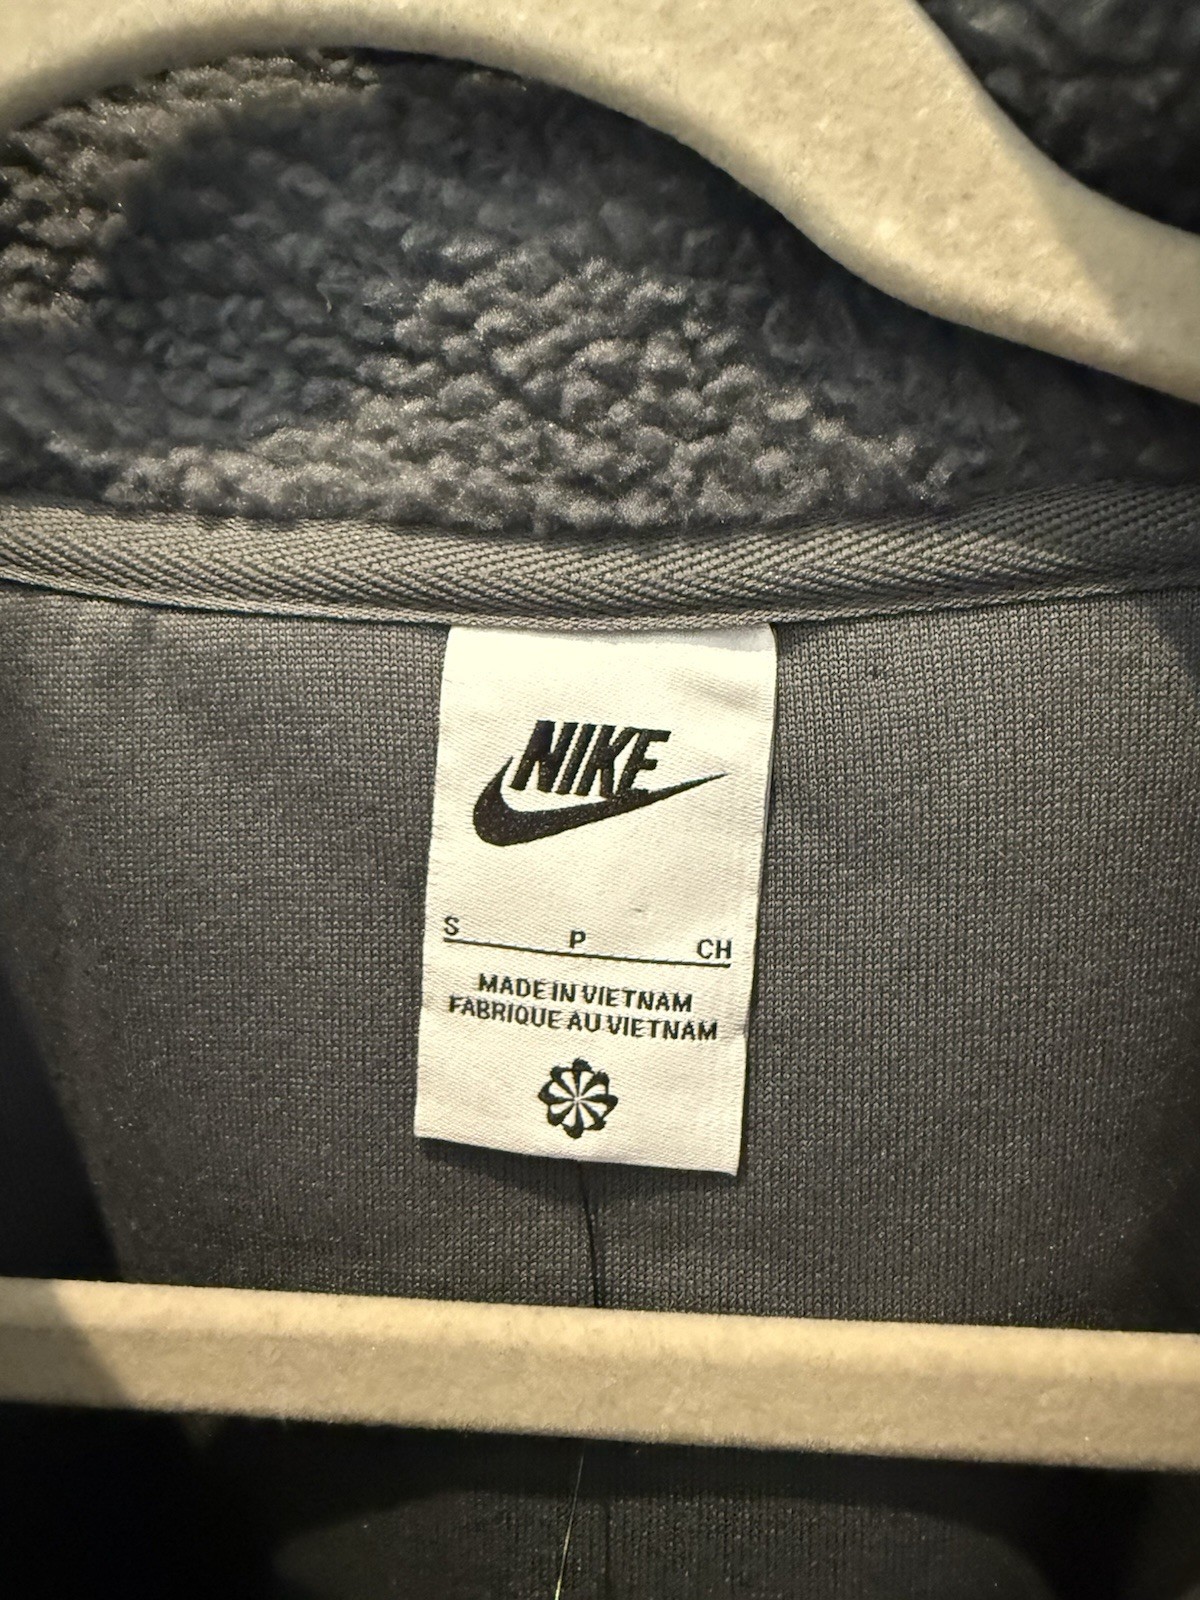 NIKE
S P CH
MADE IN VIETNAM
FABRIQUE AU VIETNAM